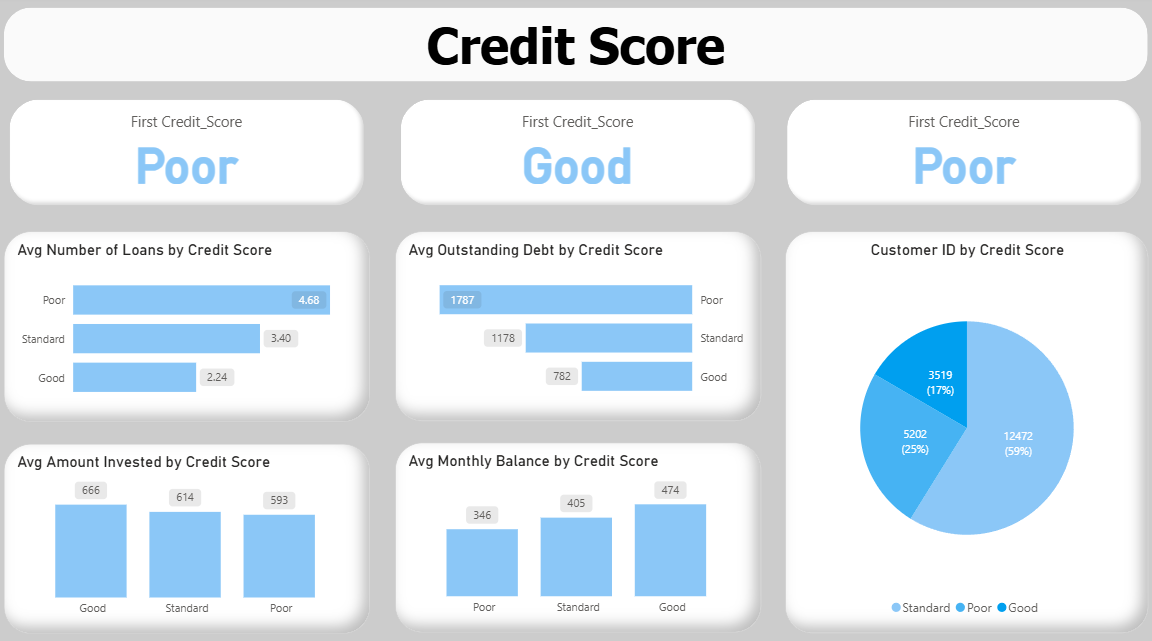 Credit Score
First Credit_Score
Poor
First Credit_Score
Good
First Credit_Score
Poor
Avg Number of Loans by Credit Score
Poor
4.68
Standard
3.40
Good
2.24
Avg Outstanding Debt by Credit Score
1787
Poor
1178
Standard
782
Good
Customer ID by Credit Score
3519
(17%)
5202
(25%)
12472
(59%)
Standard
Poor
Good
Avg Amount Invested by Credit Score
666
614
593
Good
Standard
Poor
Avg Monthly Balance by Credit Score
346
405
474
Poor
Standard
Good